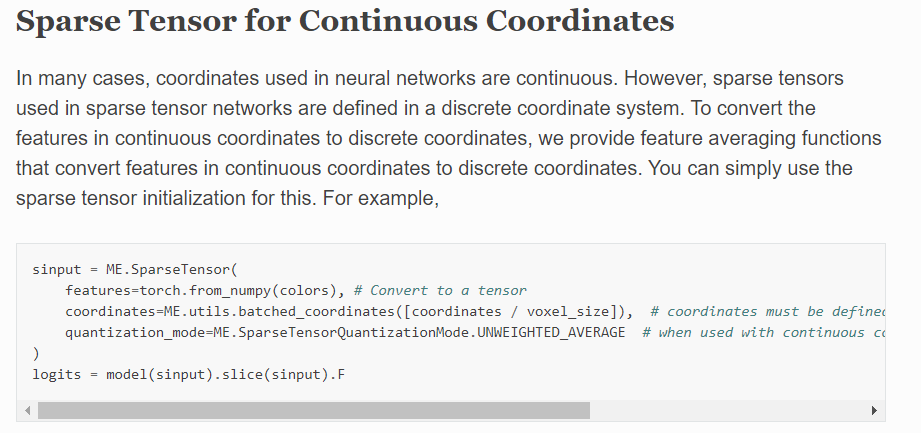 Sparse Tensor for Continuous Coordinates
In many cases, coordinates used in neural networks are continuous. However, sparse tensors
used in sparse tensor networks are defined in a discrete coordinate system. To convert the
features in continuous coordinates to discrete coordinates, we provide feature averaging functions
that convert features in continuous coordinates to discrete coordinates. You can simply use the
sparse tensor initialization for this. For example,
sinput = ME.SparseTensor(
    features=torch.from_numpy(colors), # Convert to a tensor
    coordinates=ME.utils.batched_coordinates([coordinates / voxel_size]),  # coordinates must be defined
    quantization_mode=ME.SparseTensorQuantizationMode.UNWEIGHTED_AVERAGE  # when used with continuous
)
logits = model(sinput).slice(sinput).F